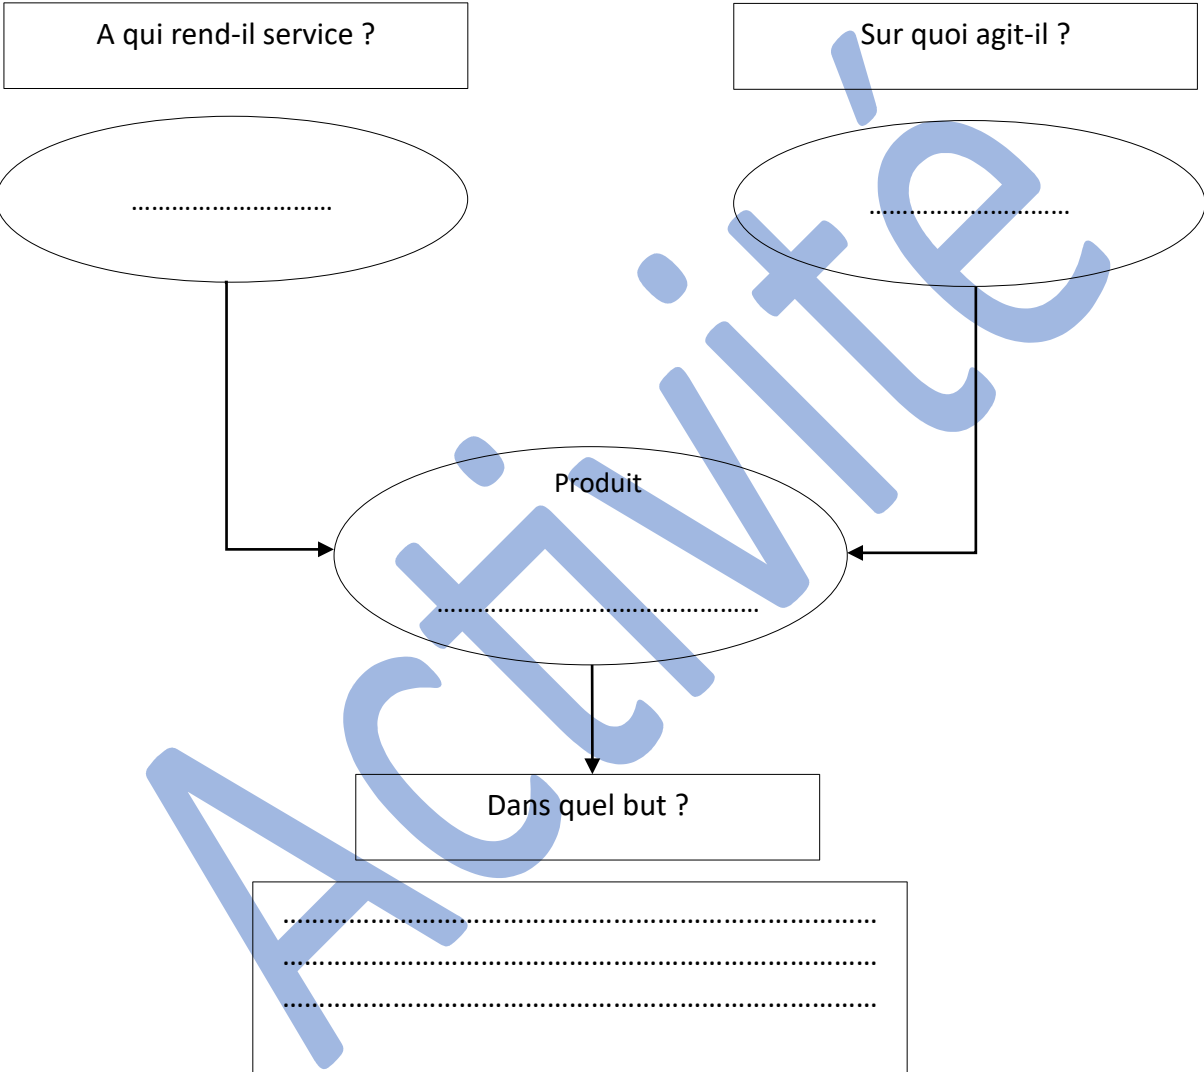 A qui rend-il service ?
Sur quoi agit-il ?
..............................
..............................
Produit
................................................
Dans quel but ?
.........................................................................................
.........................................................................................
.........................................................................................
Activité